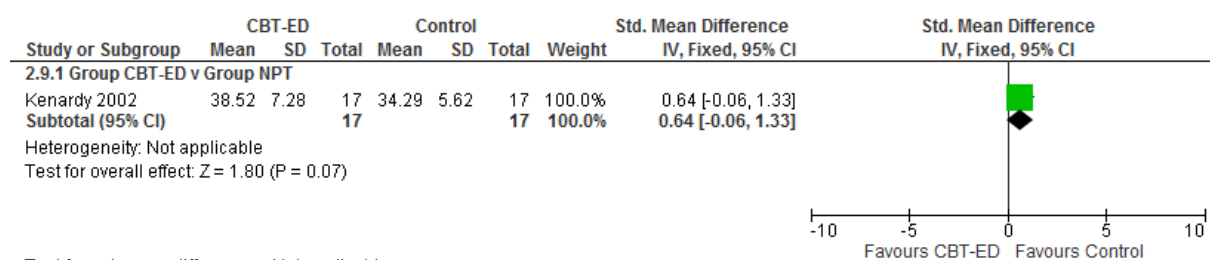 CBT-ED Control Std. Mean Difference Std. Mean Difference
Study or Subgroup Mean SD Total Mean SD Total Weight IV, Fixed, 95% CI IV, Fixed, 95% CI
2.9.1 Group CBT-ED v Group NPT
Kenardy 2002 38.52 7.28 17 34.29 5.62 17 100.0% 0.64 [-0.06, 1.33]
Subtotal (95% CI) 17 17 100.0% 0.64 [-0.06, 1.33]
Heterogeneity: Not applicable
Test for overall effect: Z = 1.80 (P = 0.07)
-10 -5 0 5 10
Favours CBT-ED Favours Control